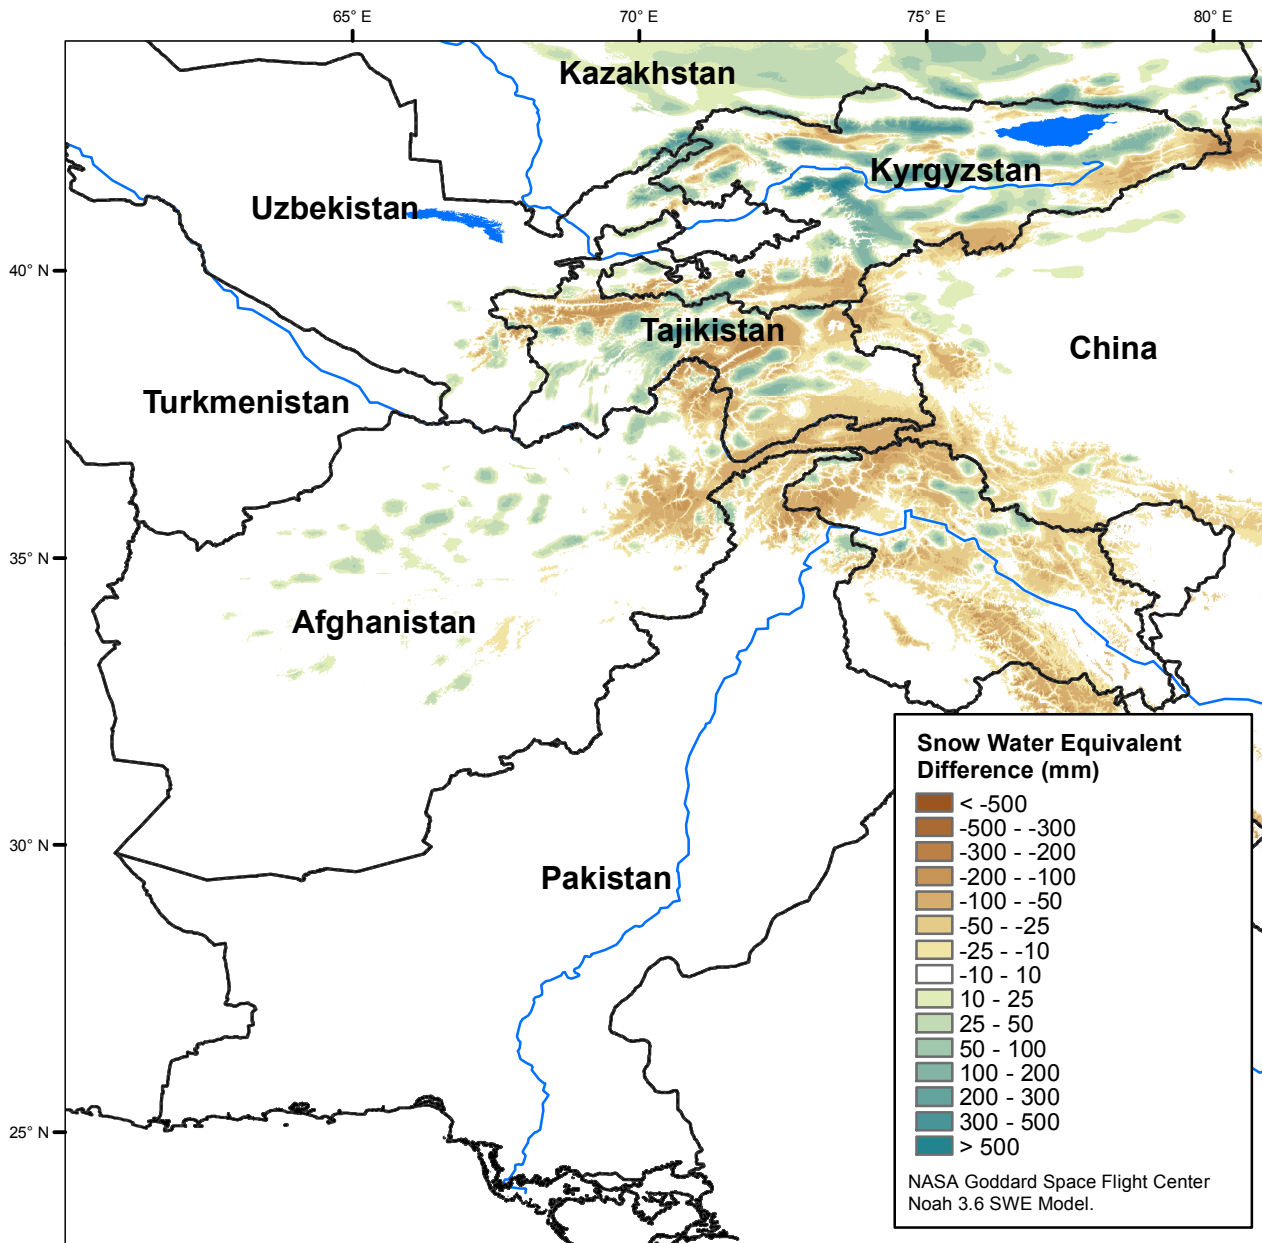 65° E
70° E
75° E
80° E
Kazakhstan
Kyrgyzstan
Uzbekistan
40° N
Tajikistan
China
Turkmenistan
35° N
Afghanistan
Snow Water Equivalent
Difference (mm)
< -500
-500 - -300
-300 - -200
-200 - -100
-100 - -50
-50 - -25
-25 - -10
-10 - 10
10 - 25
25 - 50
50 - 100
100 - 200
200 - 300
300 - 500
> 500
NASA Goddard Space Flight Center
Noah 3.6 SWE Model.
30° N
Pakistan
25° N